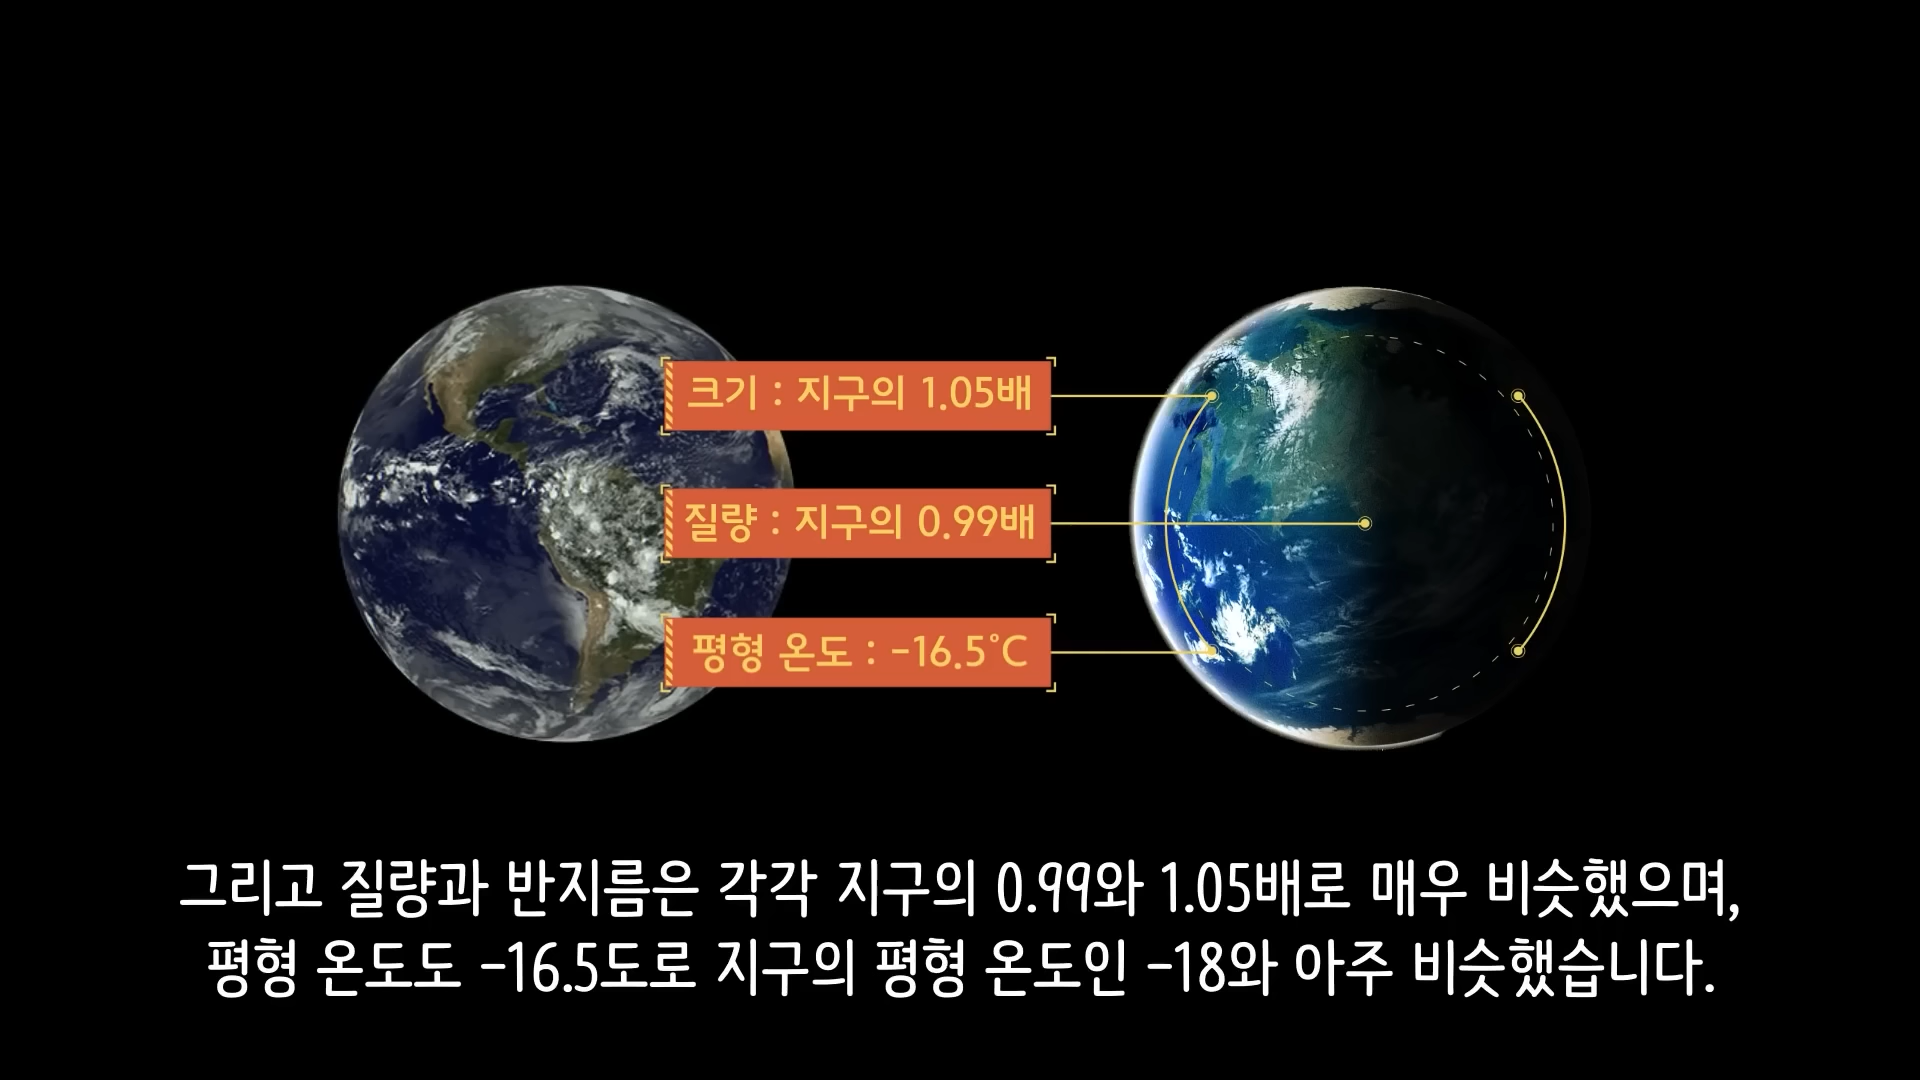 크기 : 지구의 1.05배
질량 : 지구의 0.99배
평형 온도 : -16.5°C
그리고 질량과 반지름은 각각 지구의 0.99와 1.05배로 매우 비슷했으며,
평형 온도도 -16.5도로 지구의 평형 온도인 -18와 아주 비슷했습니다.